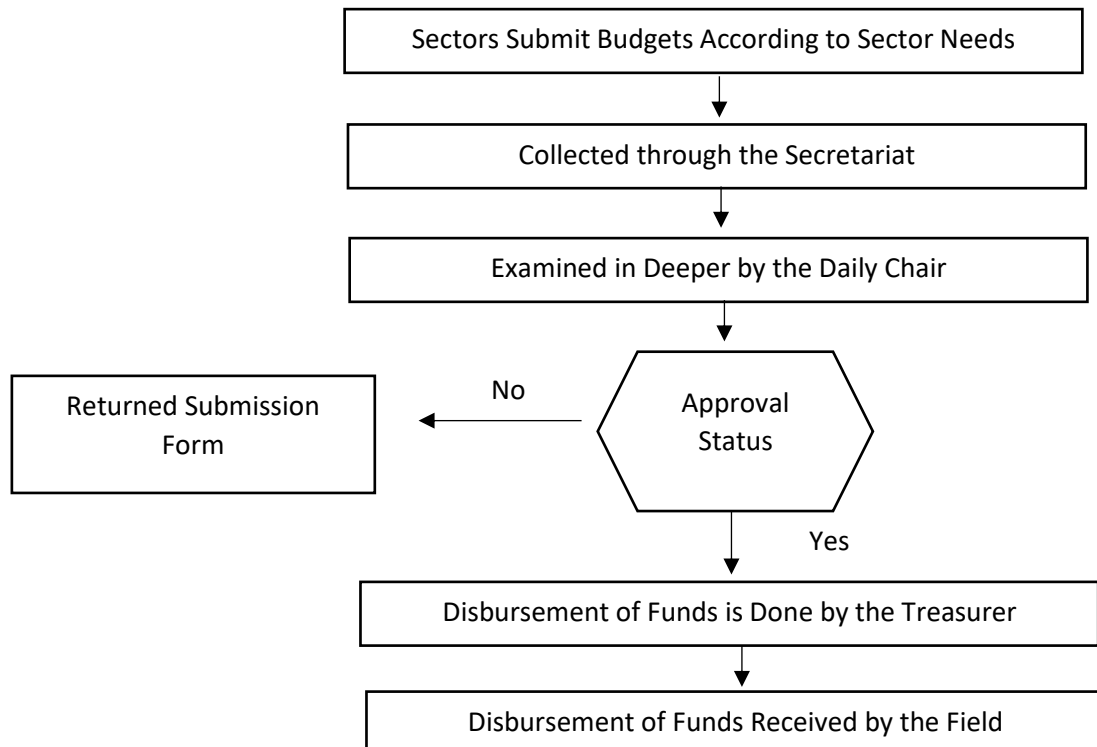 Sectors Submit Budgets According to Sector Needs
Collected through the Secretariat
Examined in Deeper by the Daily Chair
No
Returned Submission
Form
Approval
Status
Yes
Disbursement of Funds is Done by the Treasurer
Disbursement of Funds Received by the Field